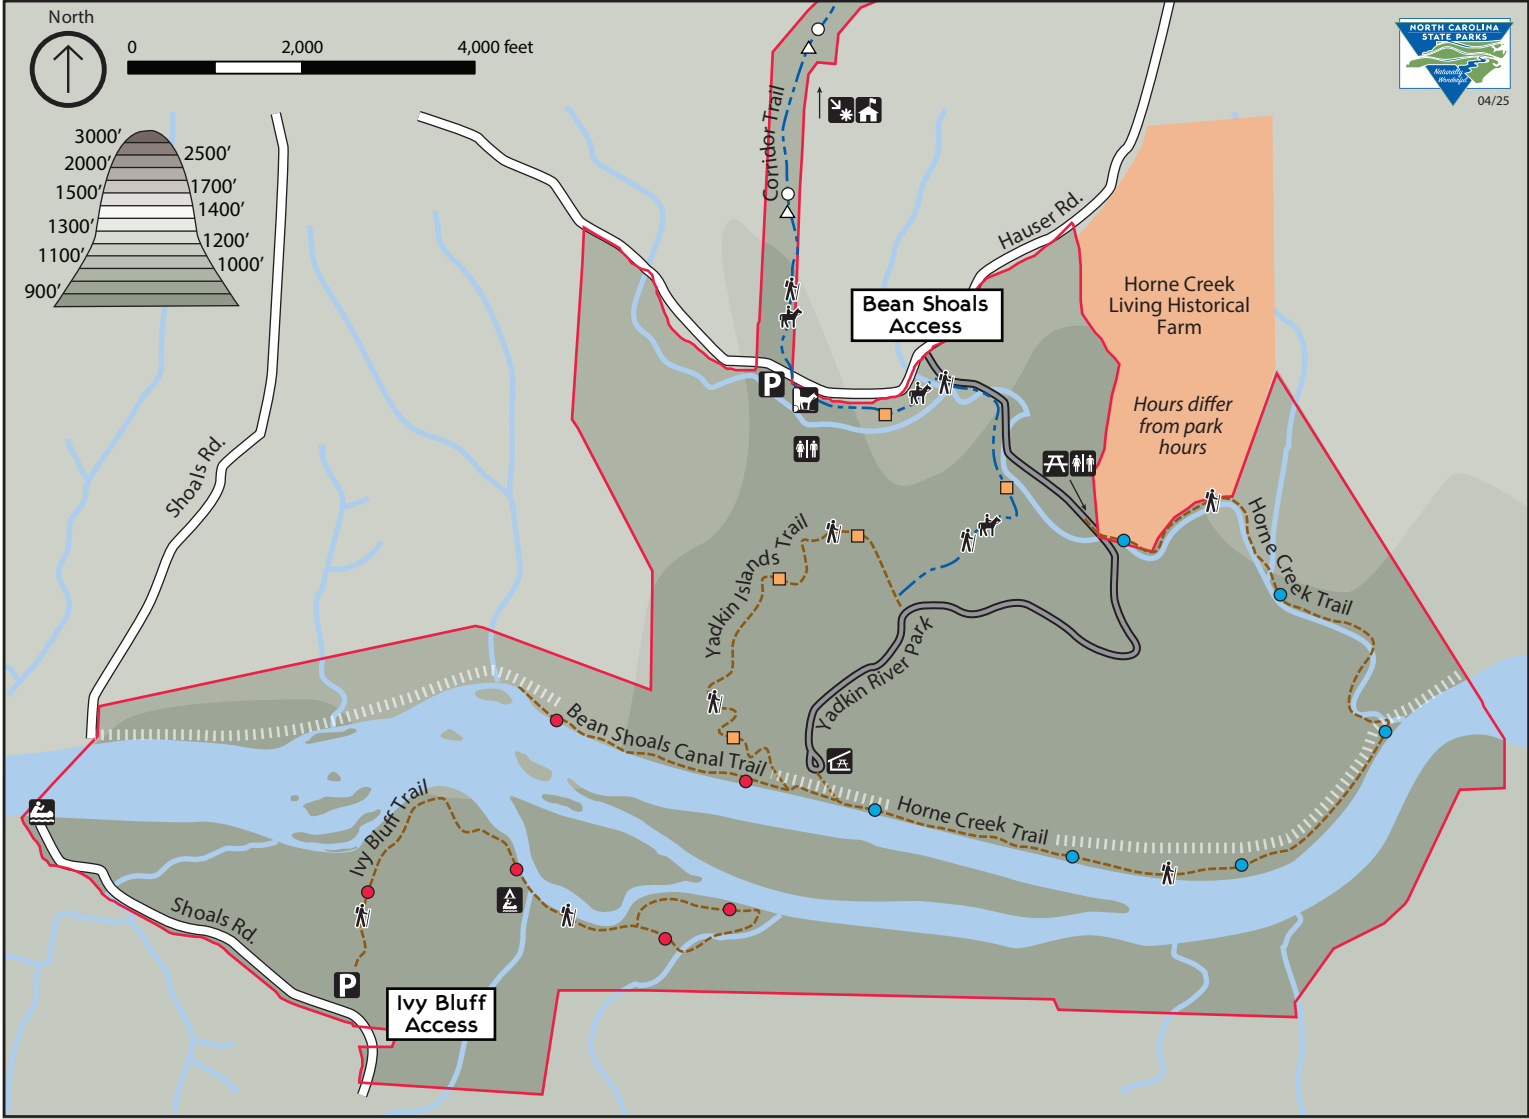 North
0 2,000 4,000 feet
NORTH CAROLINA
STATE PARKS
Naturally
Wonderful
04/25
3000’
2500’
2000’
1700’
1500’
1400’
1300’
1200’
1100’
1000’
900’
Corridor Trail
Hauser Rd.
Bean Shoals
Access
Horne Creek
Living Historical
Farm
Hours differ
from park
hours
P
Shoals Rd.
Yadkin Islands Trail
Horne Creek Trail
Yadkin River Park
Bean Shoals Canal Trail
Horne Creek Trail
Ivy Bluff Trail
Shoals Rd.
P
Ivy Bluff
Access